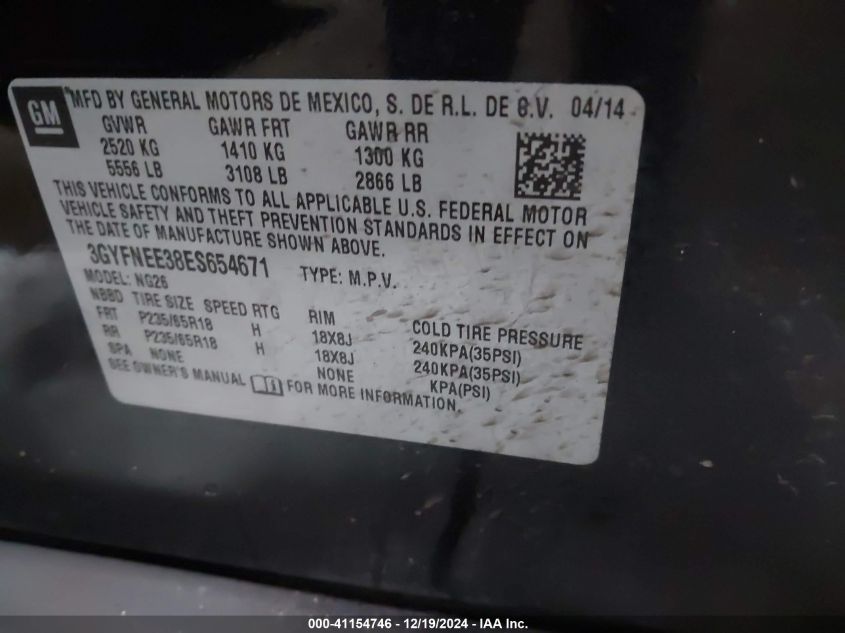 GM
MFD BY GENERAL MOTORS DE MEXICO, S. DE R.L. DE C.V. 04/14
GVWR GAWR FRT GAWR RR
2520 KG 1410 KG 1300 KG
5556 LB 3108 LB 2866 LB
THIS VEHICLE CONFORMS TO ALL APPLICABLE U.S. FEDERAL MOTOR
VEHICLE SAFETY AND THEFT PREVENTION STANDARDS IN EFFECT ON
THE DATE OF MANUFACTURE SHOWN ABOVE.
3GYFNEE38ES654671 TYPE: M.P.V.
MODEL: NG26
NBBD TIRE SIZE SPEED RTG RIM COLD TIRE PRESSURE
FRT P235/65R18 H 18X8J 240KPA(35PSI)
RR P235/65R18 H 18X8J 240KPA(35PSI)
SPA NONE NONE KPA(PSI)
SEE OWNER'S MANUAL FOR MORE INFORMATION.
000-41154746 - 12/19/2024 - IAA Inc.